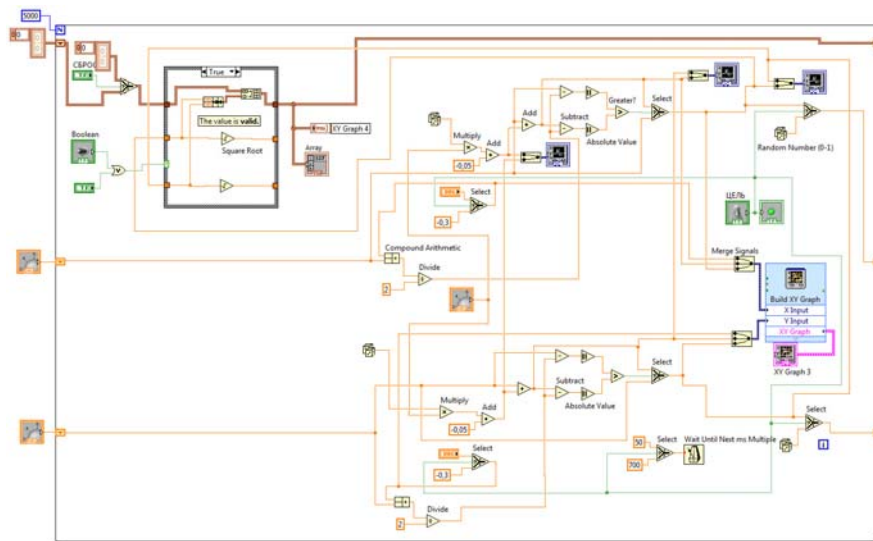 5000
N
0
0
СБРОС
True
Boolean
The value is valid.
Square Root
XY Graph 4
Array
Multiply
-0,05
Add
Add
Subtract
Greater?
Absolute Value
Select
Random Number (0-1)
Select
-0,3
ЦЕЛЬ
Compound Arithmetic
Divide
2
Merge Signals
Build XY Graph
X Input
Y Input
XY Graph
XY Graph 3
Multiply
Add
-0,05
Subtract
Absolute Value
Select
Select
-0,3
50
Select
700
Wait Until Next ms Multiple
Select
i
Divide
2